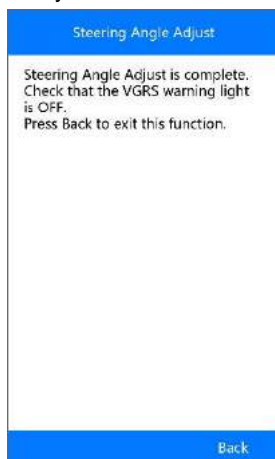 Steering Angle Adjust
Steering Angle Adjust is complete.
Check that the VGRS warning light
is OFF.
Press Back to exit this function.
Back